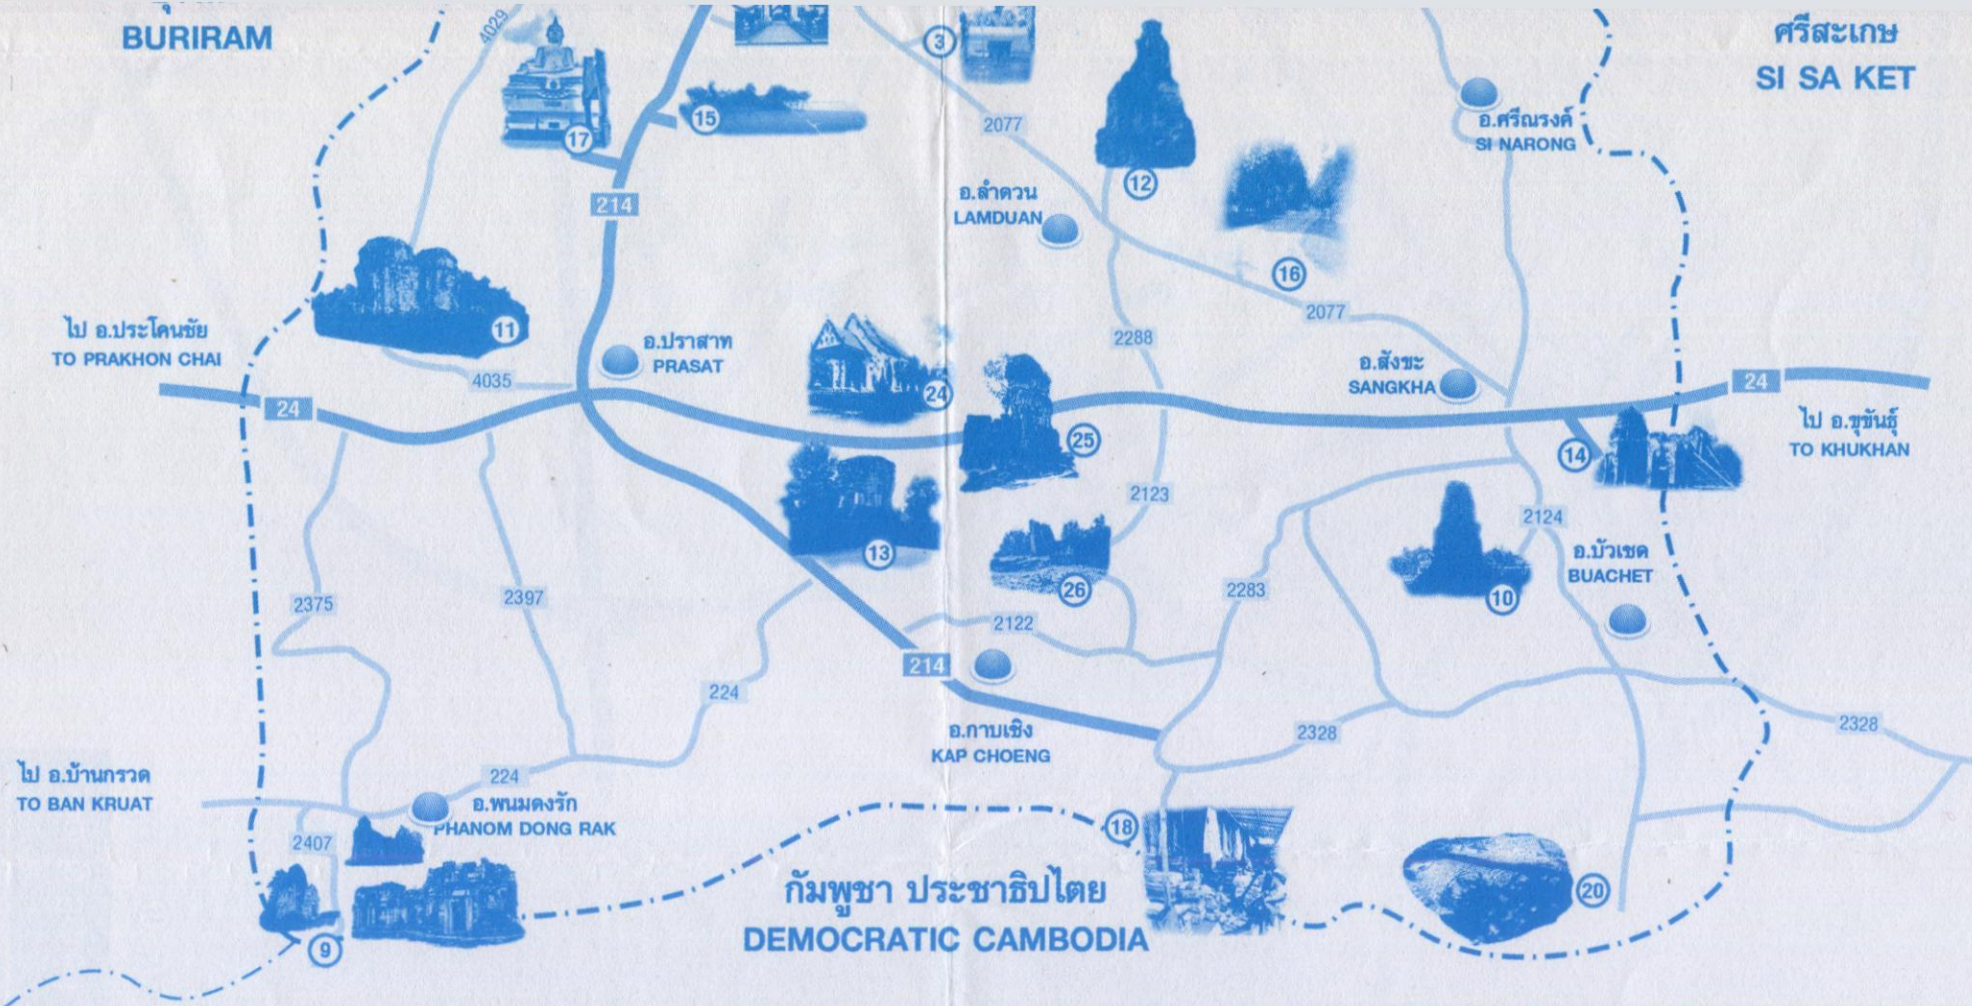 BURIRAM
4029
3
ศรีสะเกษ
SI SA KET
17
15
2077
อ.ศรีณรงค์
SI NARONG
12
214
อ.ลำดวน
LAMDUAN
16
2077
11
ไป อ.ประโคนชัย
TO PRAKHON CHAI
อ.ปราสาท
PRASAT
2288
4035
24
อ.สังขะ
SANGKHA
24
24
ไป อ.ขุขันธุ์
TO KHUKHAN
25
14
13
2123
2124
อ.บัวเชด
BUACHET
2375
2397
26
2283
10
2122
214
224
อ.กาบเชิง
KAP CHOENG
2328
2328
ไป อ.บ้านกรวด
TO BAN KRUAT
224
อ.พนมดงรัก
PHANOM DONG RAK
2407
18
กัมพูชา ประชาธิปไตย
DEMOCRATIC CAMBODIA
20
9